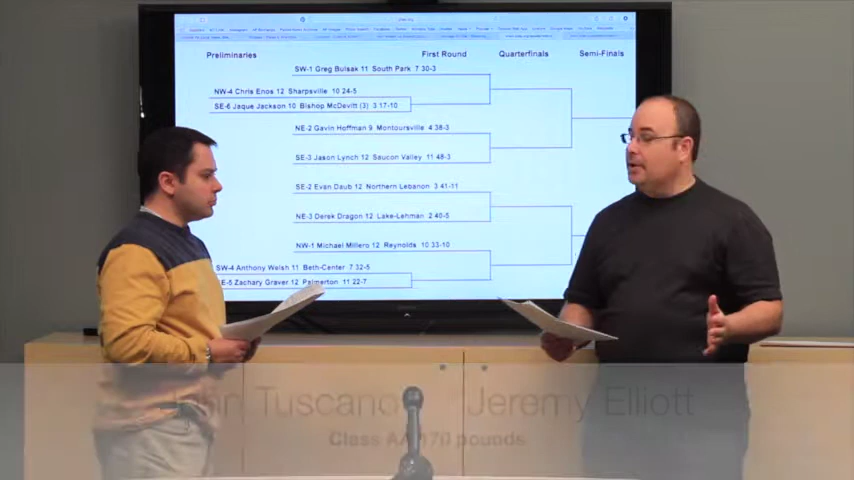 Preliminaries First Round Quarterfinals Semi-Finals
SW-1 Greg Bulsak 11 South Park 7 30-3
NW-4 Chris Enos 12 Sharpsville 10 24-5
SE-6 Jaque Jackson 10 Bishop McDevitt (3) 3 17-10
NE-2 Gavin Hoffman 9 Montoursville 4 38-3
SE-3 Jason Lynch 12 Saucon Valley 11 48-3
SE-2 Evan Daub 12 Northern Lebanon 3 41-11
NE-3 Derek Dragon 12 Lake-Lehman 2 40-5
NW-1 Michael Millero 12 Reynolds 10 33-10
SW-4 Anthony Welsh 11 Beth-Center 7 32-5
E-5 Zachary Graver 12 Palmerton 11 22-7
John Tuscano Jeremy Elliott
Class AA 170 pounds